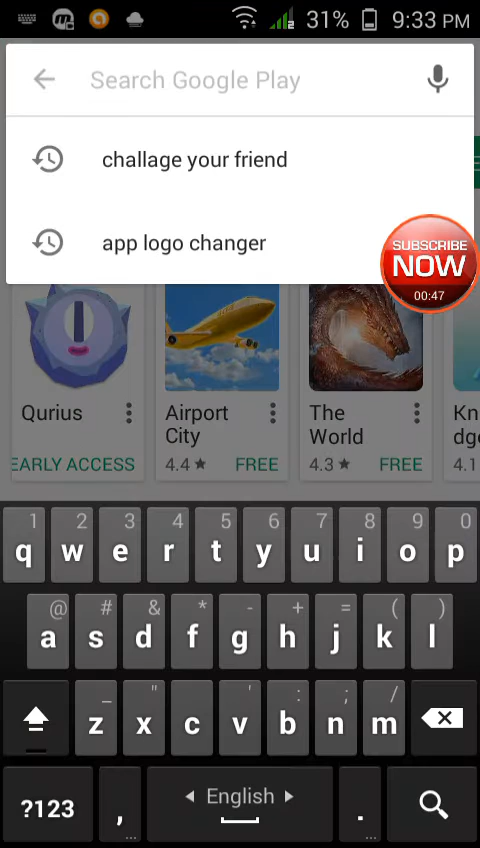 31% 9:33 PM
Search Google Play
challage your friend
app logo changer
SUBSCRIBE
NOW
00:47
Qurius
Airport
City
The
World
Kn
dge
EARLY ACCESS
4.4 ★ FREE
4.3 ★ FREE
4.1
1 2 3 4 5 6 7 8 9 0
q w e r t y u i o p
@ # & * - + = ( )
a s d f g h j k l
_ " ' : ; /
z x c v b n m
?123 , English .